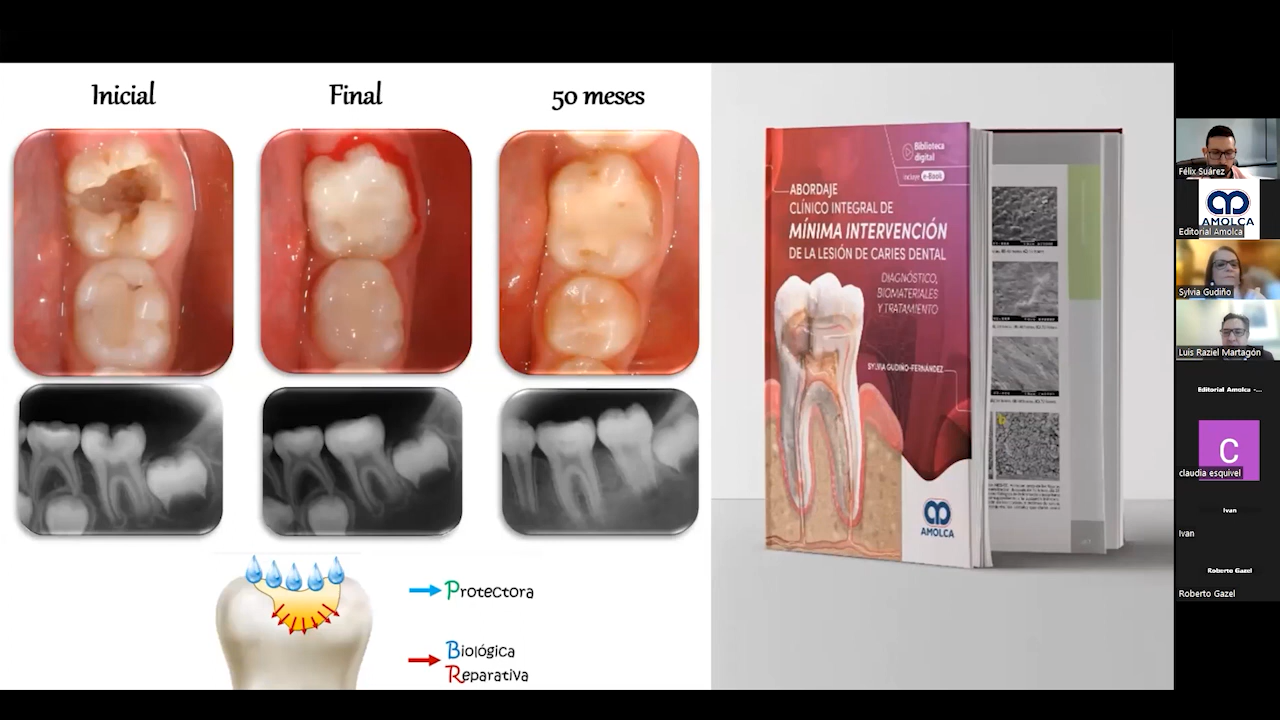 Inicial
Final
50 meses
Protectora
Biológica
Reparativa
Biblioteca
digital
incluye e-Book
ABORDAJE
CLÍNICO INTEGRAL DE
MÍNIMA INTERVENCIÓN
DE LA LESIÓN DE CARIES DENTAL
DIAGNÓSTICO,
BIOMATERIALES
Y TRATAMIENTO
SYLVIA GUDIÑO-FERNÁNDEZ
AMOLCA
Félix Suárez
AMOLCA
Editorial Amolca
Sylvia Gudiño
Luis Raziel Martagón
Editorial Amolca -...
C
claudia esquivel
Ivan
Ivan
Roberto Gazel
Roberto Gazel